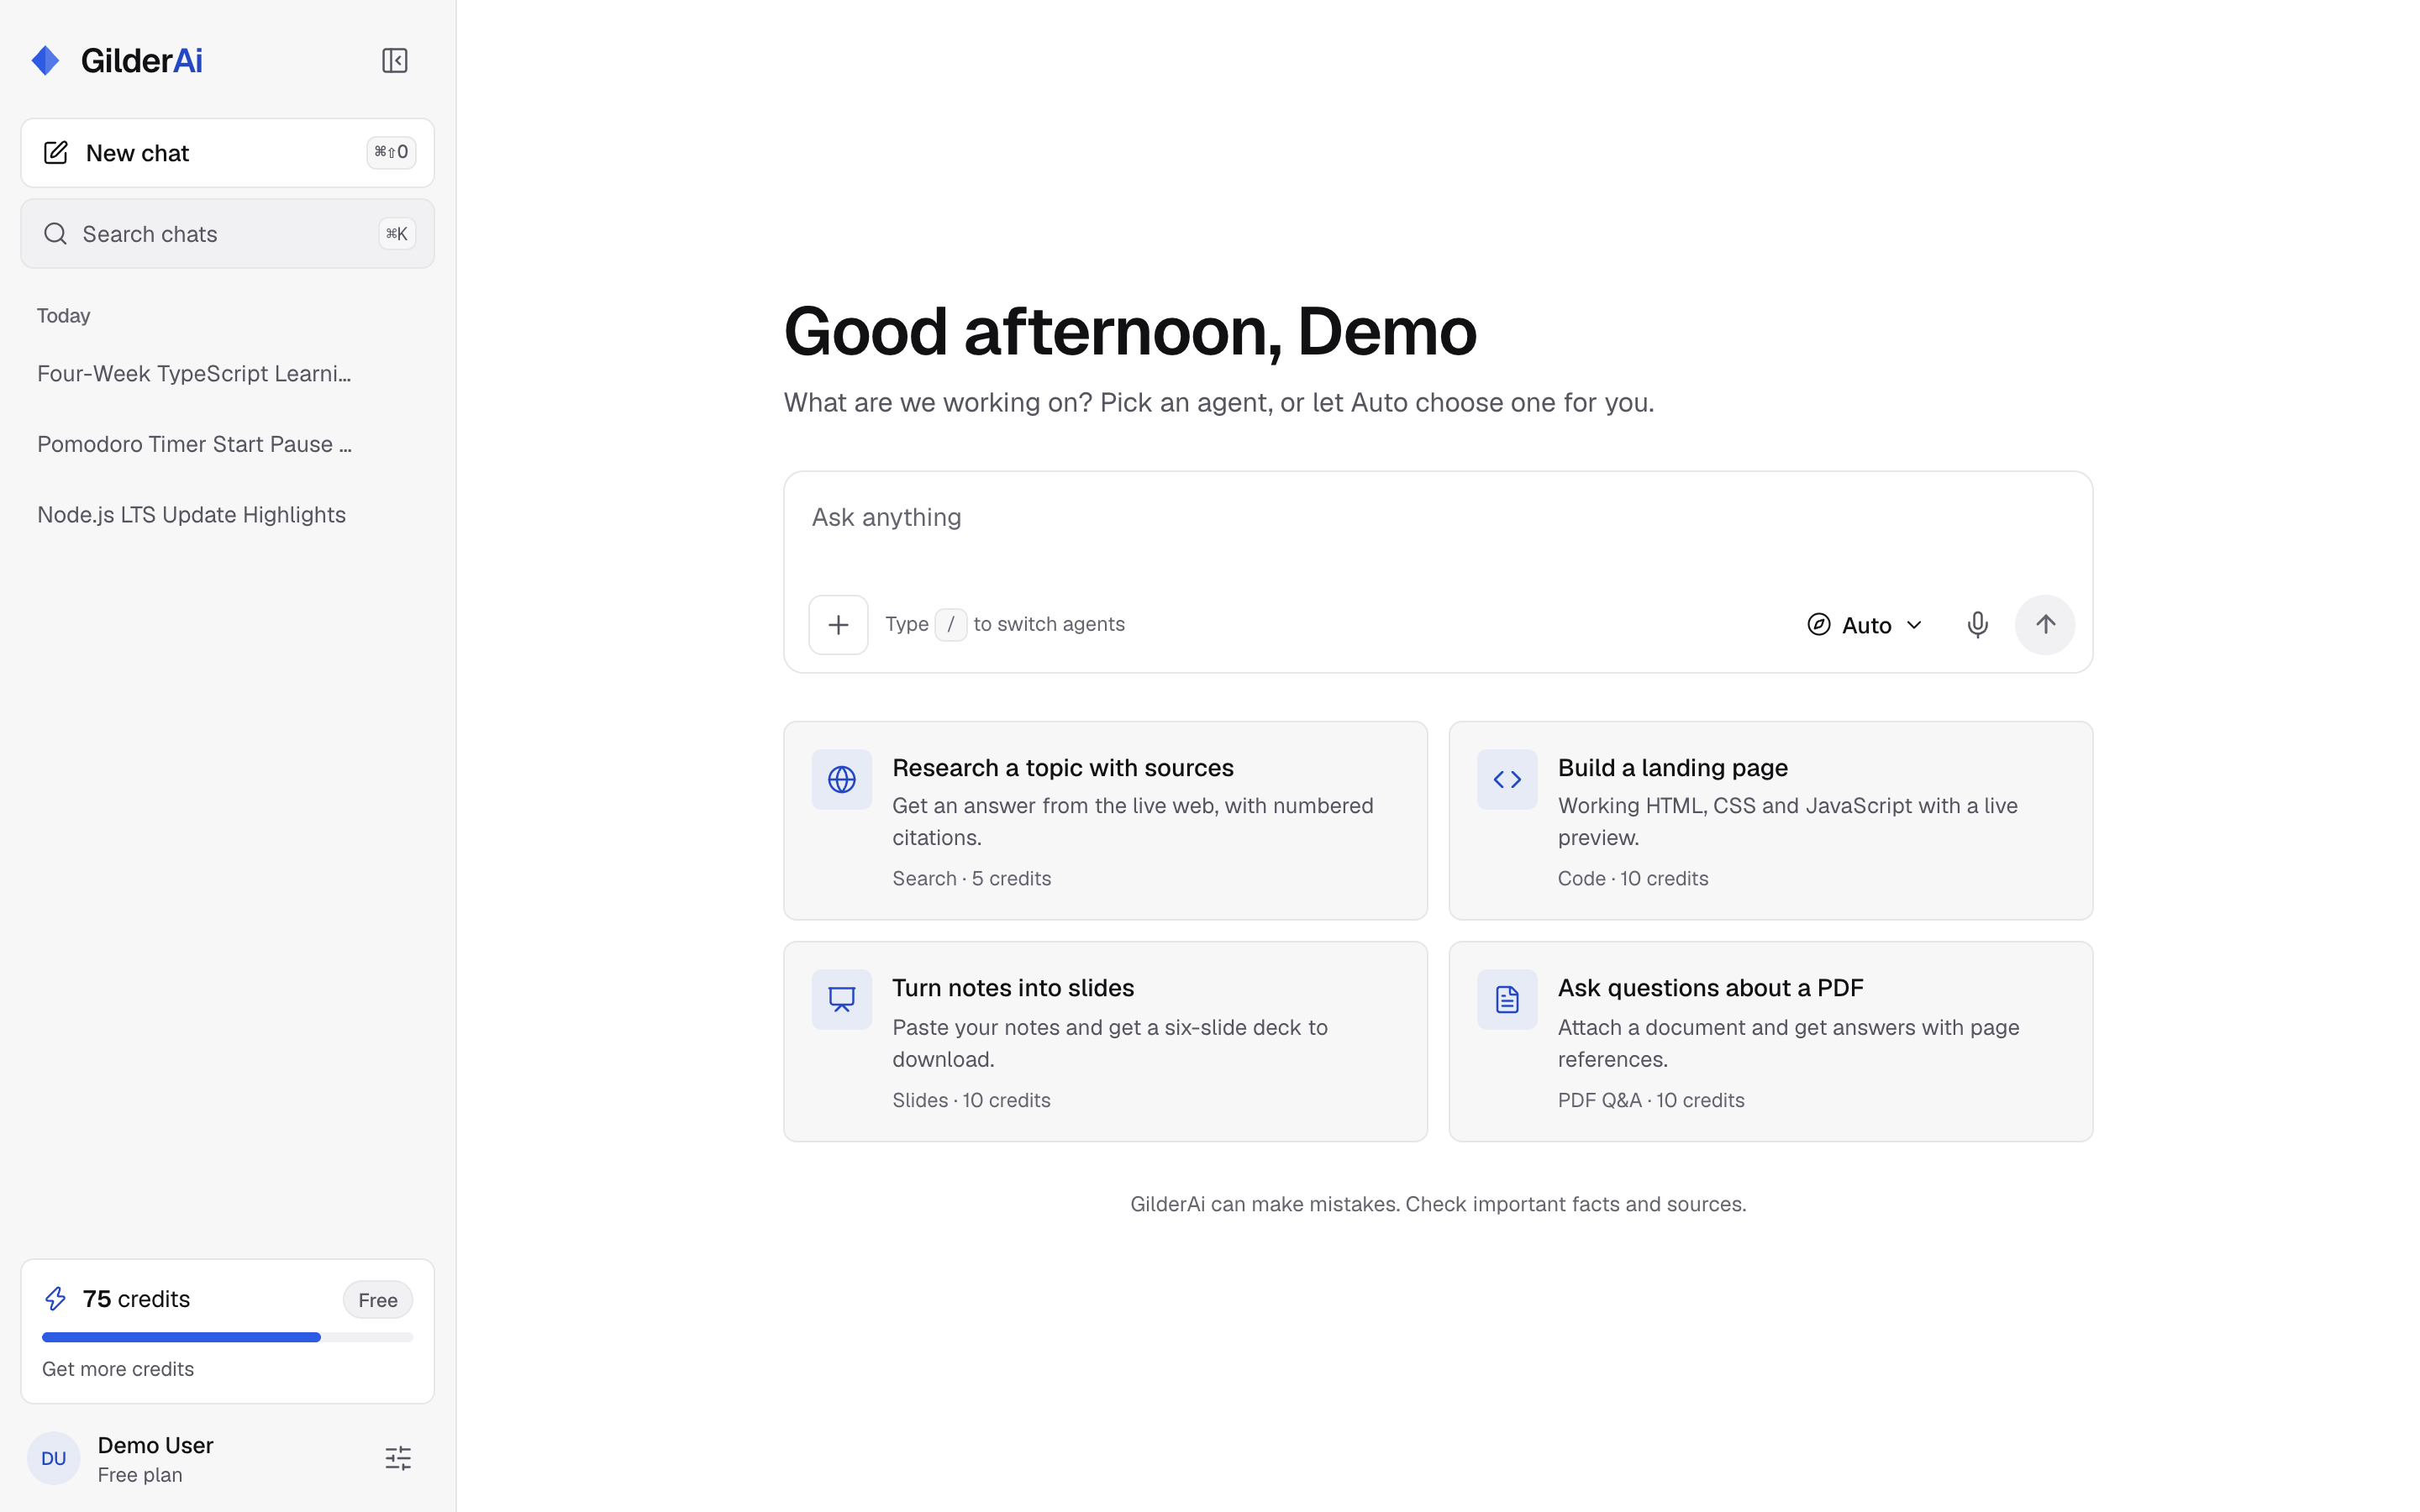 GilderAi
New chat
⌘⇧O
Search chats
⌘K
Today
Four-Week TypeScript Learni...
Pomodoro Timer Start Pause ...
Node.js LTS Update Highlights
75 credits
Free
Get more credits
DU
Demo User
Free plan
Good afternoon, Demo
What are we working on? Pick an agent, or let Auto choose one for you.
Ask anything
Type / to switch agents
Auto
Research a topic with sources
Get an answer from the live web, with numbered
citations.
Search · 5 credits
Build a landing page
Working HTML, CSS and JavaScript with a live
preview.
Code · 10 credits
Turn notes into slides
Paste your notes and get a six-slide deck to
download.
Slides · 10 credits
Ask questions about a PDF
Attach a document and get answers with page
references.
PDF Q&A · 10 credits
GilderAi can make mistakes. Check important facts and sources.